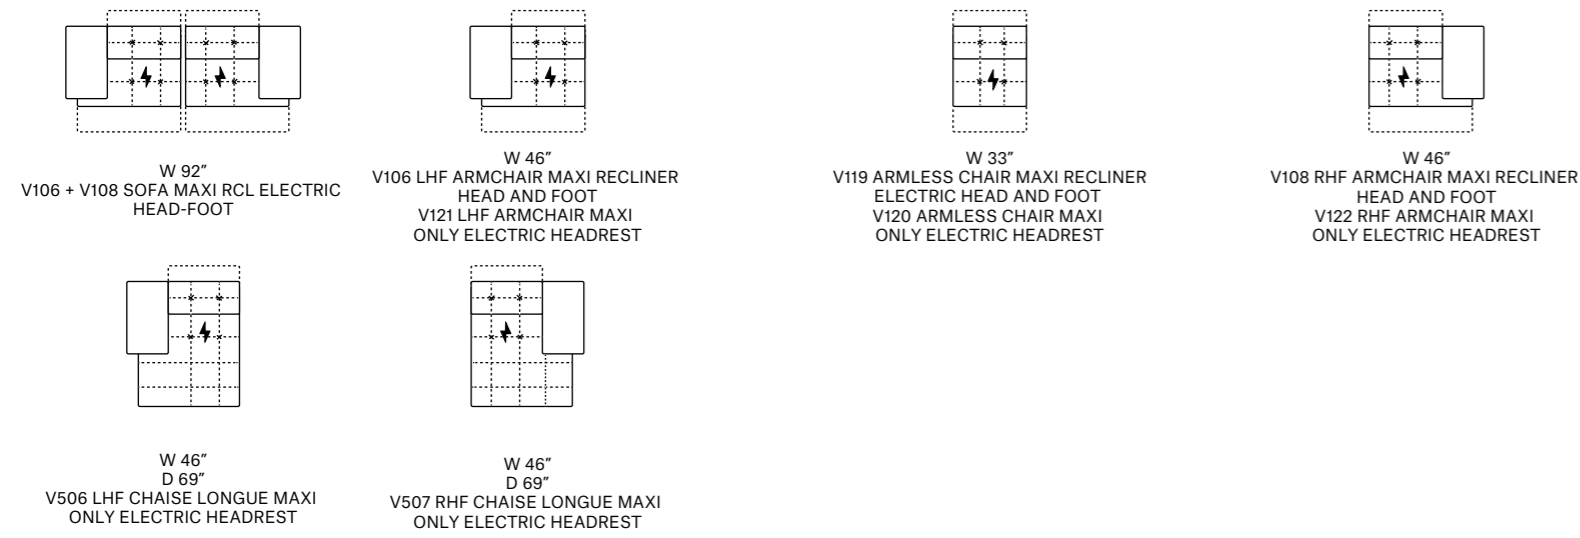 W 92”
V106 + V108 SOFA MAXI RCL ELECTRIC
HEAD-FOOT
W 46”
V106 LHF ARMCHAIR MAXI RECLINER
HEAD AND FOOT
V121 LHF ARMCHAIR MAXI
ONLY ELECTRIC HEADREST
W 33”
V119 ARMLESS CHAIR MAXI RECLINER
ELECTRIC HEAD AND FOOT
V120 ARMLESS CHAIR MAXI
ONLY ELECTRIC HEADREST
W 46”
V108 RHF ARMCHAIR MAXI RECLINER
HEAD AND FOOT
V122 RHF ARMCHAIR MAXI
ONLY ELECTRIC HEADREST
W 46”
D 69”
V506 LHF CHAISE LONGUE MAXI
ONLY ELECTRIC HEADREST
W 46”
D 69”
V507 RHF CHAISE LONGUE MAXI
ONLY ELECTRIC HEADREST